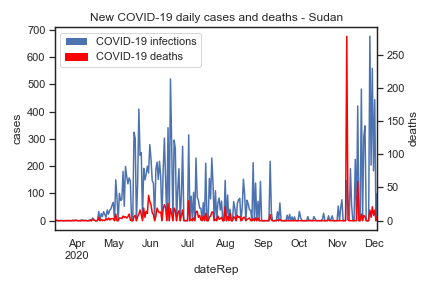 New COVID-19 daily cases and deaths - Sudan
COVID-19 infections
COVID-19 deaths
700
600
500
400
300
200
100
0
cases
250
200
150
100
50
0
deaths
Apr May Jun Jul Aug Sep Oct Nov Dec
2020
dateRep